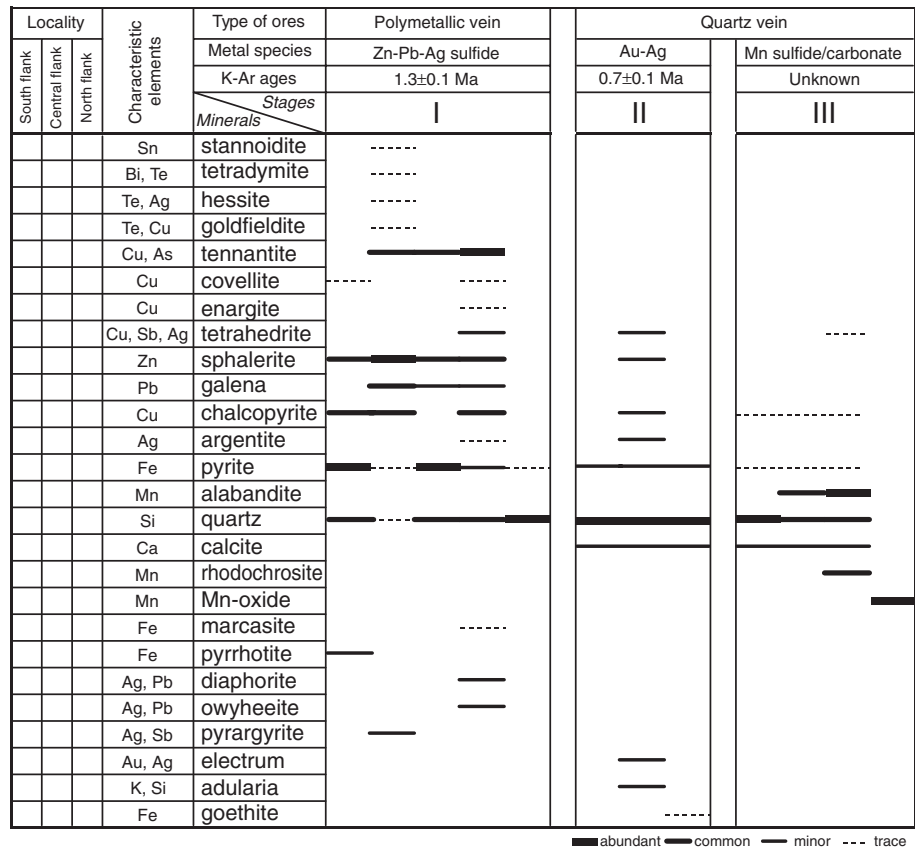 Locality Characteristic elements Type of ores Polymetallic vein Quartz vein
Metal species Zn-Pb-Ag sulfide Au-Ag Mn sulfide/carbonate
South flank Central flank North flank K-Ar ages 1.3±0.1 Ma 0.7±0.1 Ma Unknown
Stages
Minerals I II III
Sn stannoidite
Bi, Te tetradymite
Te, Ag hessite
Te, Cu goldfieldite
Cu, As tennantite
Cu covellite
Cu enargite
Cu, Sb, Ag tetrahedrite
Zn sphalerite
Pb galena
Cu chalcopyrite
Ag argentite
Fe pyrite
Mn alabandite
Si quartz
Ca calcite
Mn rhodochrosite
Mn Mn-oxide
Fe marcasite
Fe pyrrhotite
Ag, Pb diaphorite
Ag, Pb owyheeite
Ag, Sb pyrargyrite
Au, Ag electrum
K, Si adularia
Fe goethite
abundant common minor trace